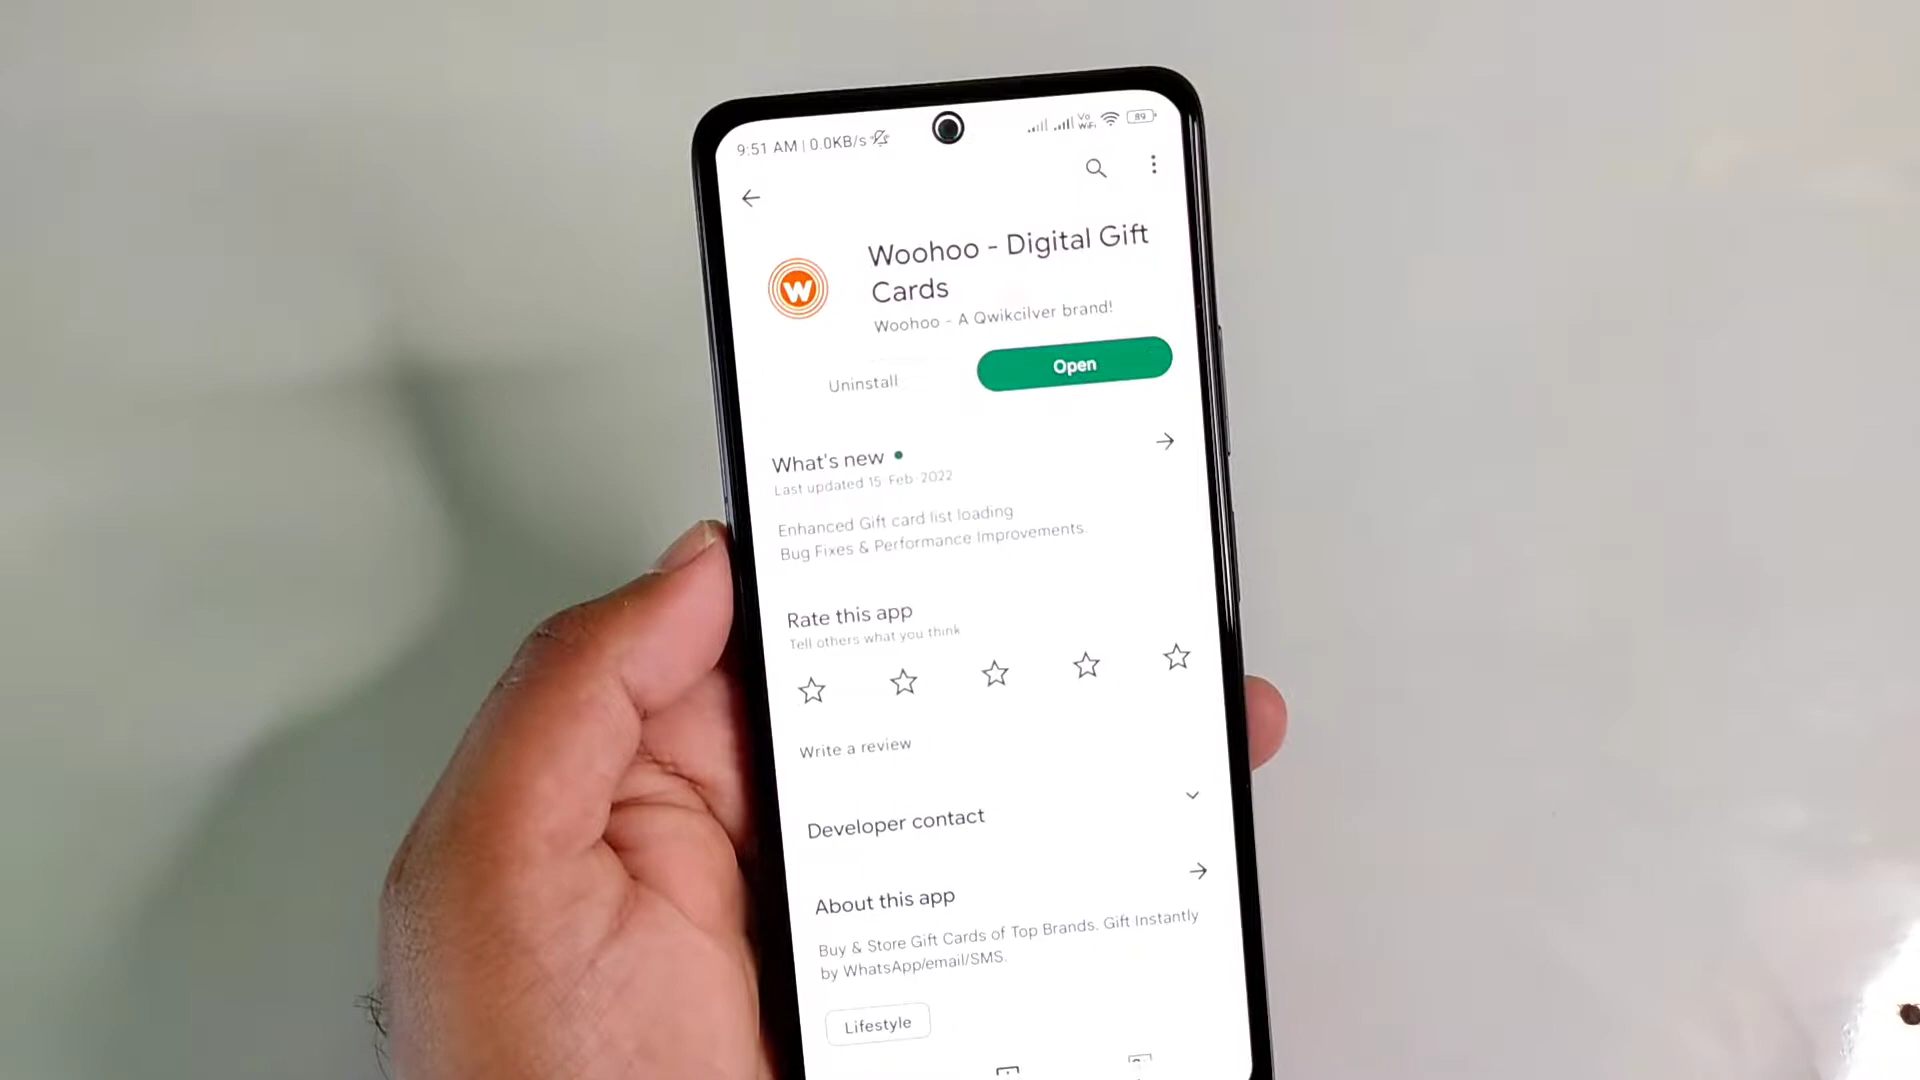 9:51 AM | 0.0KB/s
Vo
WiFi
89
Woohoo - Digital Gift
Cards
W
Woohoo - A Qwikcilver brand!
Uninstall
Open
What's new
Last updated 15 Feb 2022
Enhanced Gift card list loading
Bug Fixes & Performance Improvements.
Rate this app
Tell others what you think
Write a review
Developer contact
About this app
Buy & Store Gift Cards of Top Brands. Gift Instantly
by WhatsApp/email/SMS.
Lifestyle